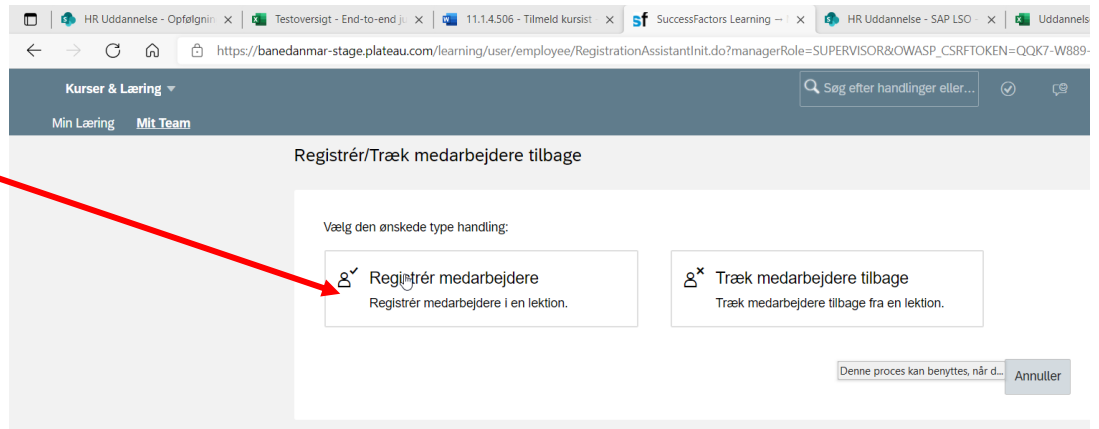 HR Uddannelse - Opfølgnin
Testoversigt - End-to-end ju
11.1.4.506 - Tilmeld kursist -
SuccessFactors Learning –
HR Uddannelse - SAP LSO -
Uddannels
https://banedanmar-stage.plateau.com/learning/user/employee/RegistrationAssistantInit.do?managerRole=SUPERVISOR&OWASP_CSRFTOKEN=QQK7-W889-
Kurser & Læring
Søg efter handlinger eller...
Min Læring Mit Team
Registrér/Træk medarbejdere tilbage
Vælg den ønskede type handling:
Registrér medarbejdere
Registrér medarbejdere i en lektion.
Træk medarbejdere tilbage
Træk medarbejdere tilbage fra en lektion.
Denne proces kan benyttes, når d...
Annuller